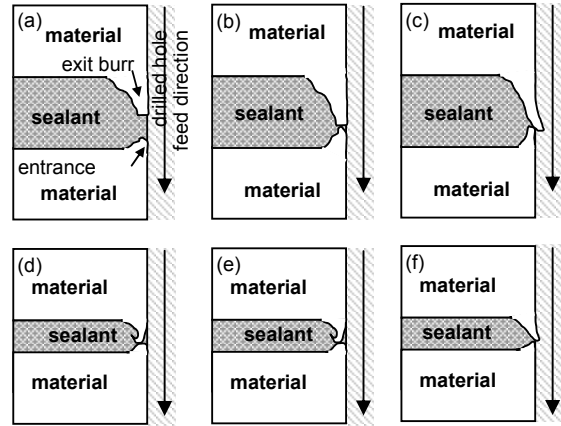 (a)
material
exit burr
sealant
entrance
material
drilled hole
feed direction
(b)
material
sealant
material
(c)
material
sealant
material
(d)
material
sealant
material
(e)
material
sealant
material
(f)
material
sealant
material